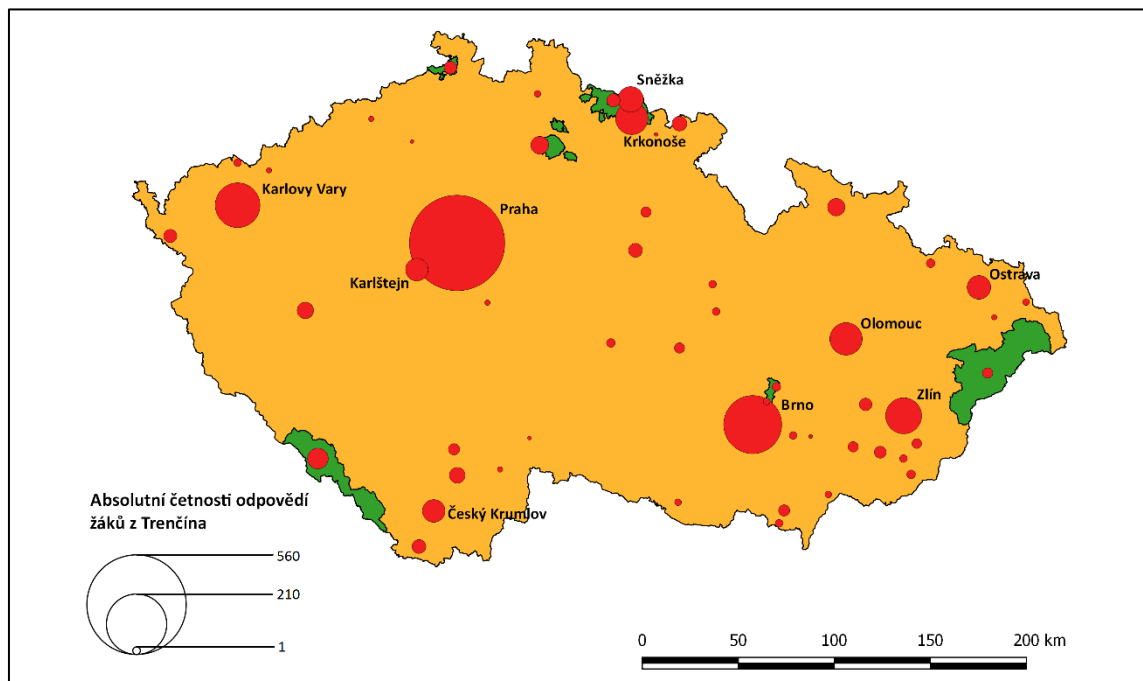 Sněžka
Krkonoše
Karlovy Vary
Praha
Karlštejn
Ostrava
Olomouc
Zlín
Brno
Český Krumlov
Absolutní četnosti odpovědí
žáků z Trenčína
560
210
1
0 50 100 150 200 km